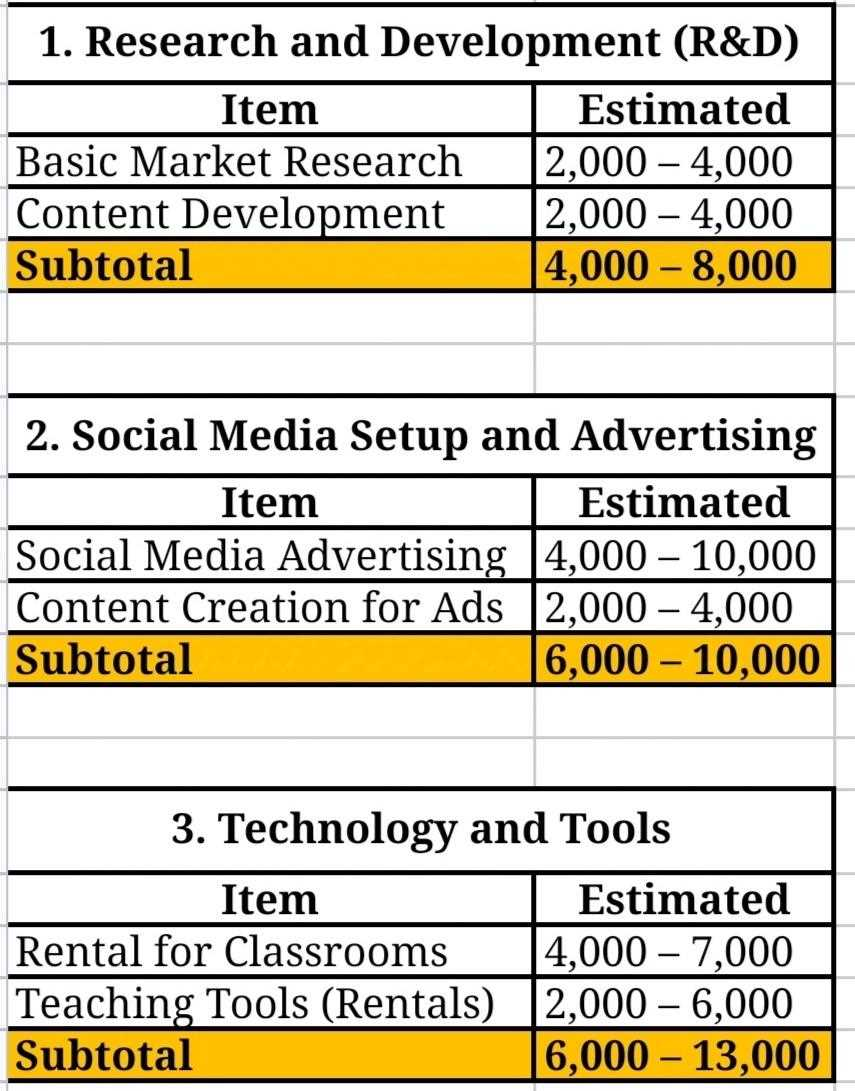 1. Research and Development (R&D)
Item Estimated
Basic Market Research 2,000 – 4,000
Content Development 2,000 – 4,000
Subtotal 4,000 – 8,000
2. Social Media Setup and Advertising
Item Estimated
Social Media Advertising 4,000 – 10,000
Content Creation for Ads 2,000 – 4,000
Subtotal 6,000 – 10,000
3. Technology and Tools
Item Estimated
Rental for Classrooms 4,000 – 7,000
Teaching Tools (Rentals) 2,000 – 6,000
Subtotal 6,000 – 13,000